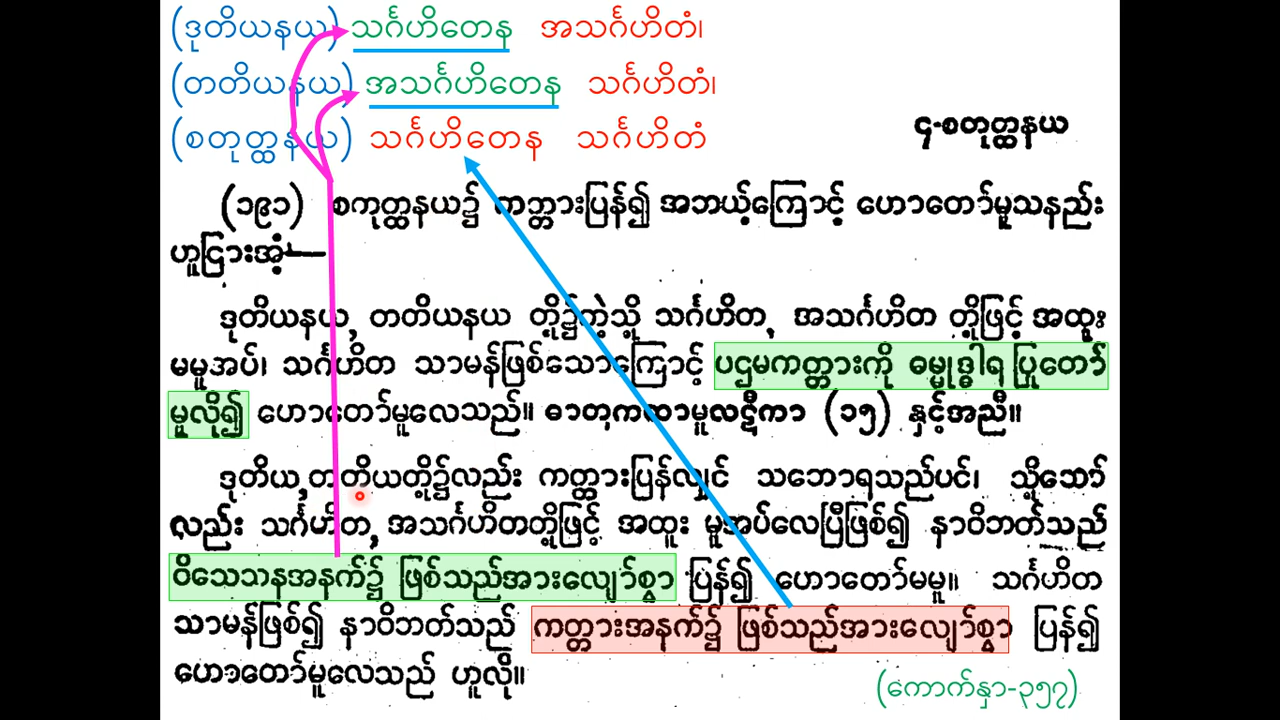 (ဒုတိယနယ) သင်္ဂဟိတေန အသင်္ဂဟိတံ၊
(တတိယနယ) အသင်္ဂဟိတေန သင်္ဂဟိတံ၊
(စတုတ္ထနယ) သင်္ဂဟိတေန သင်္ဂဟိတံ
၄-စတုတ္ထနယ
(၁၉၁) စကုတ္ထနယ၌ ကတ္တားပြန်၍ အဘယ့်ကြောင့် ဟောတော်မူသနည်း
ဟူငြားအံ့—
ဒုတိယနယ, တတိယနယ တို့၌ကဲ့သို့ သင်္ဂဟိတ, အသင်္ဂဟိတ တို့ဖြင့် အထူး
မမူအပ်၊ သင်္ဂဟိတ သာမန်ဖြစ်သောကြောင့် ပဌမကတ္တားကို ဓမ္မုဒ္ဓါရ ပြုတော်
မူလို၍ ဟောတော်မူလေသည်။ ဓာတုကထာမူလဋီကာ (၁၅) နှင့်အညီ။
ဒုတိယ,တတိယတို့၌လည်း ကတ္တားပြန်လျှင် သဘောရသည်ပင်၊ သို့သော်
လည်း သင်္ဂဟိတ, အသင်္ဂဟိတတို့ဖြင့် အထူး မူအပ်လေပြီဖြစ်၍ နာဝိဘတ်သည်
ဝိသေသနအနက်၌ ဖြစ်သည်အားလျော်စွာ ပြန်၍ ဟောတော်မမူ။ သင်္ဂဟိတ
သာမန်ဖြစ်၍ နာဝိဘတ်သည် ကတ္တားအနက်၌ ဖြစ်သည်အားလျော်စွာ ပြန်၍
ဟောတော်မူလေသည် ဟူလို။
(ကောက်နှာ-၃၅၇)